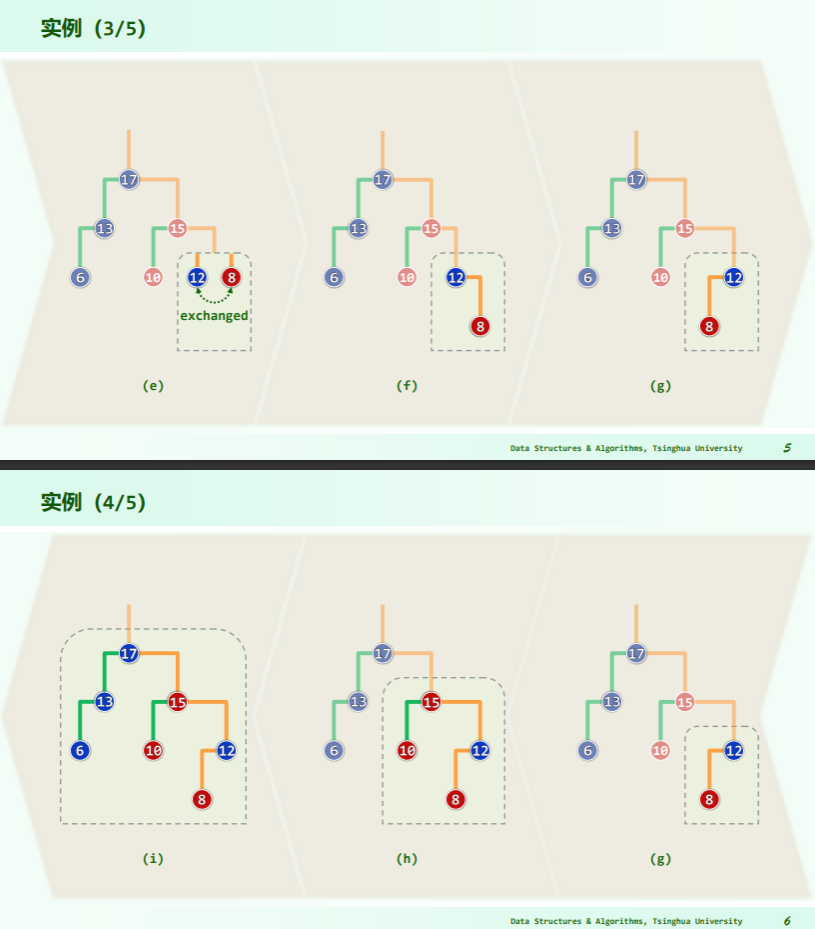 实例 (3/5)
17 17 17
13 15 13 15 13 15
6 10 12 8 6 10 12 6 10 12
exchanged 8 8
(e) (f) (g)
Data Structures & Algorithms, Tsinghua University 5
实例 (4/5)
17 17 17
13 15 13 15 13 15
6 10 12 6 10 12 6 10 12
8 8 8
(i) (h) (g)
Data Structures & Algorithms, Tsinghua University 6